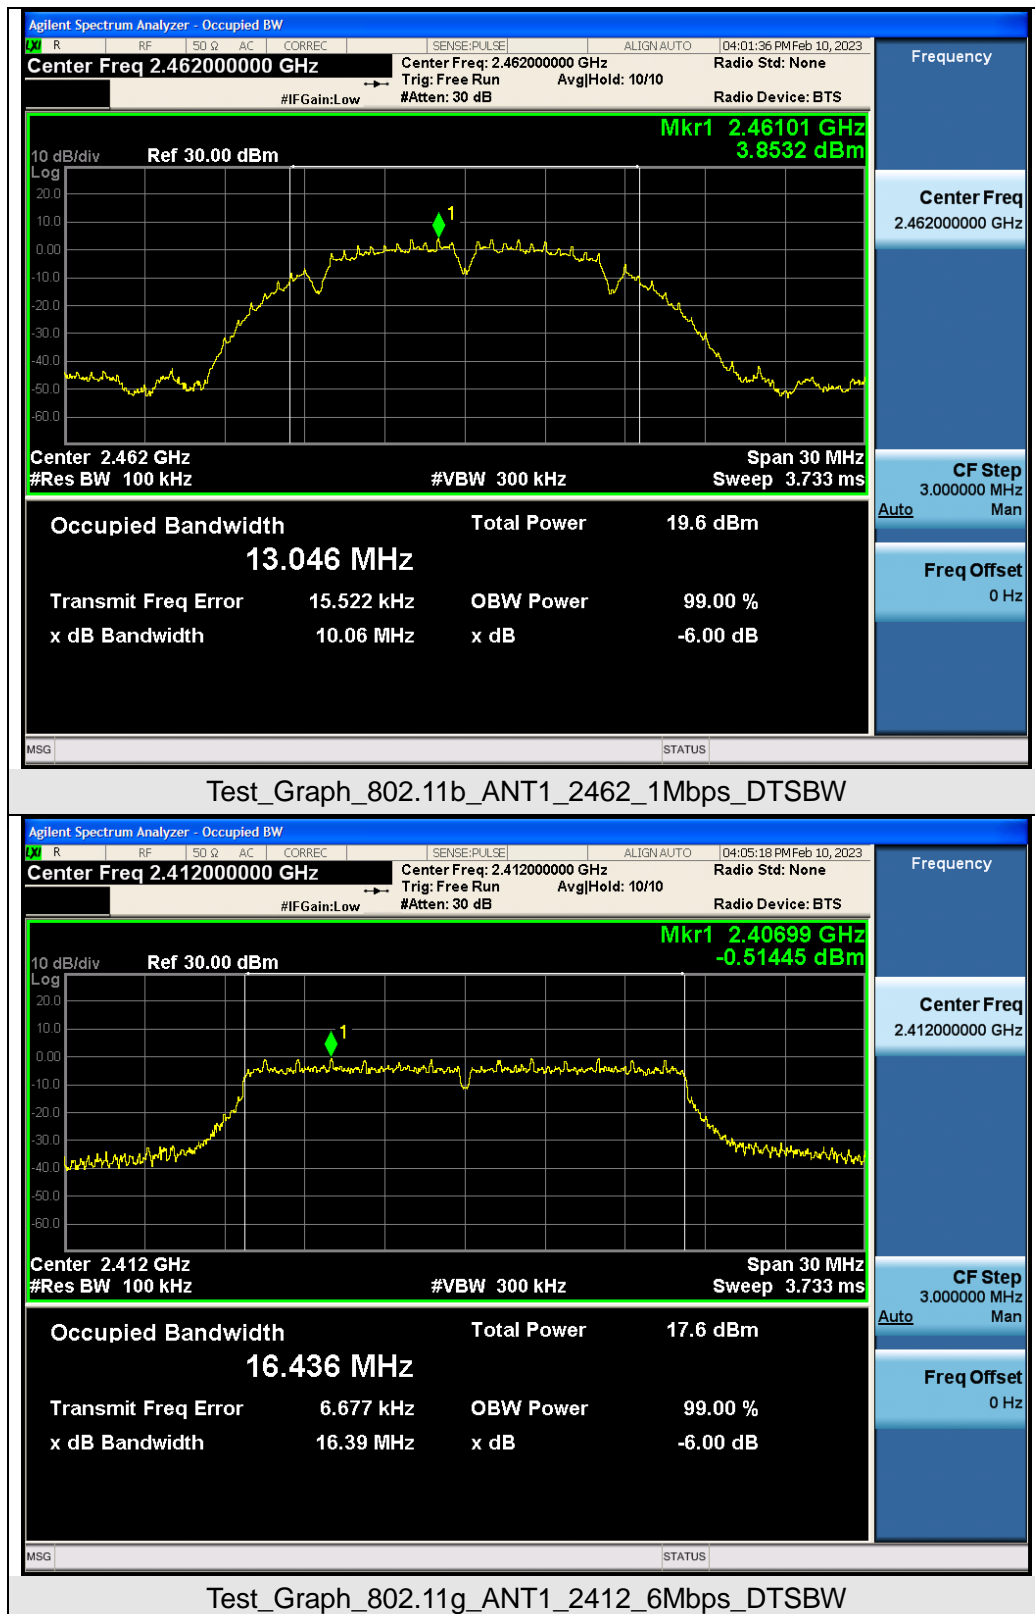 Agilent Spectrum Analyzer - Occupied BW
LXI R RF 50 Ω AC CORREC SENSE:PULSE ALIGN AUTO 04:01:36 PM Feb 10, 2023
Center Freq 2.462000000 GHz
Center Freq: 2.462000000 GHz Radio Std: None
Trig: Free Run Avg|Hold: 10/10
#IFGain:Low #Atten: 30 dB Radio Device: BTS
Mkr1 2.46101 GHz
3.8532 dBm
10 dB/div Ref 30.00 dBm
Log
20.0
10.0
0.00
-10.0
-20.0
-30.0
-40.0
-50.0
-60.0
1
Center 2.462 GHz Span 30 MHz
#Res BW 100 kHz #VBW 300 kHz Sweep 3.733 ms
Occupied Bandwidth Total Power 19.6 dBm
13.046 MHz
Transmit Freq Error 15.522 kHz OBW Power 99.00 %
x dB Bandwidth 10.06 MHz x dB -6.00 dB
MSG STATUS
Frequency
Center Freq
2.462000000 GHz
CF Step
3.000000 MHz
Auto Man
Freq Offset
0 Hz
Test_Graph_802.11b_ANT1_2462_1Mbps_DTSBW
Agilent Spectrum Analyzer - Occupied BW
LXI R RF 50 Ω AC CORREC SENSE:PULSE ALIGN AUTO 04:05:18 PM Feb 10, 2023
Center Freq 2.412000000 GHz
Center Freq: 2.412000000 GHz Radio Std: None
Trig: Free Run Avg|Hold: 10/10
#IFGain:Low #Atten: 30 dB Radio Device: BTS
Mkr1 2.40699 GHz
-0.51445 dBm
10 dB/div Ref 30.00 dBm
Log
20.0
10.0
0.00
-10.0
-20.0
-30.0
-40.0
-50.0
-60.0
1
Center 2.412 GHz Span 30 MHz
#Res BW 100 kHz #VBW 300 kHz Sweep 3.733 ms
Occupied Bandwidth Total Power 17.6 dBm
16.436 MHz
Transmit Freq Error 6.677 kHz OBW Power 99.00 %
x dB Bandwidth 16.39 MHz x dB -6.00 dB
MSG STATUS
Frequency
Center Freq
2.412000000 GHz
CF Step
3.000000 MHz
Auto Man
Freq Offset
0 Hz
Test_Graph_802.11g_ANT1_2412_6Mbps_DTSBW